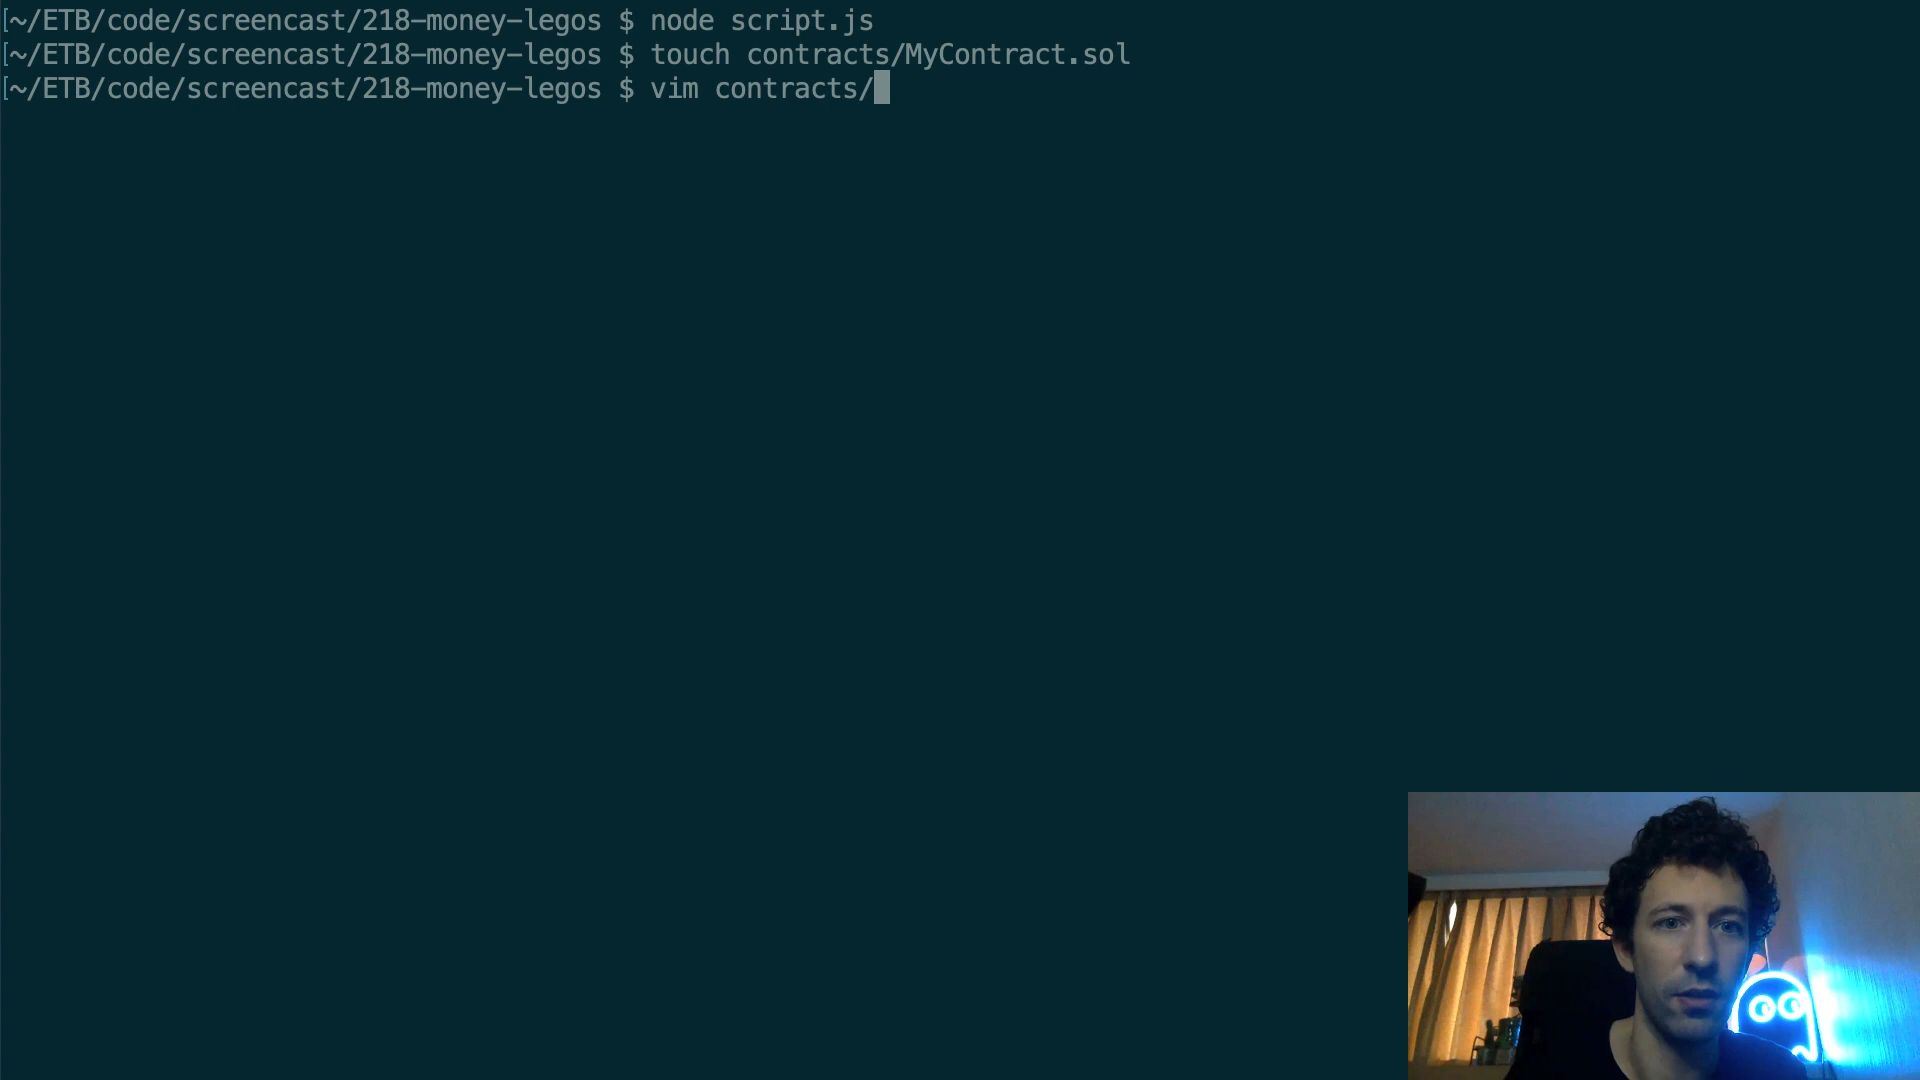 [~/ETB/code/screencast/218-money-legos $ node script.js
[~/ETB/code/screencast/218-money-legos $ touch contracts/MyContract.sol
[~/ETB/code/screencast/218-money-legos $ vim contracts/